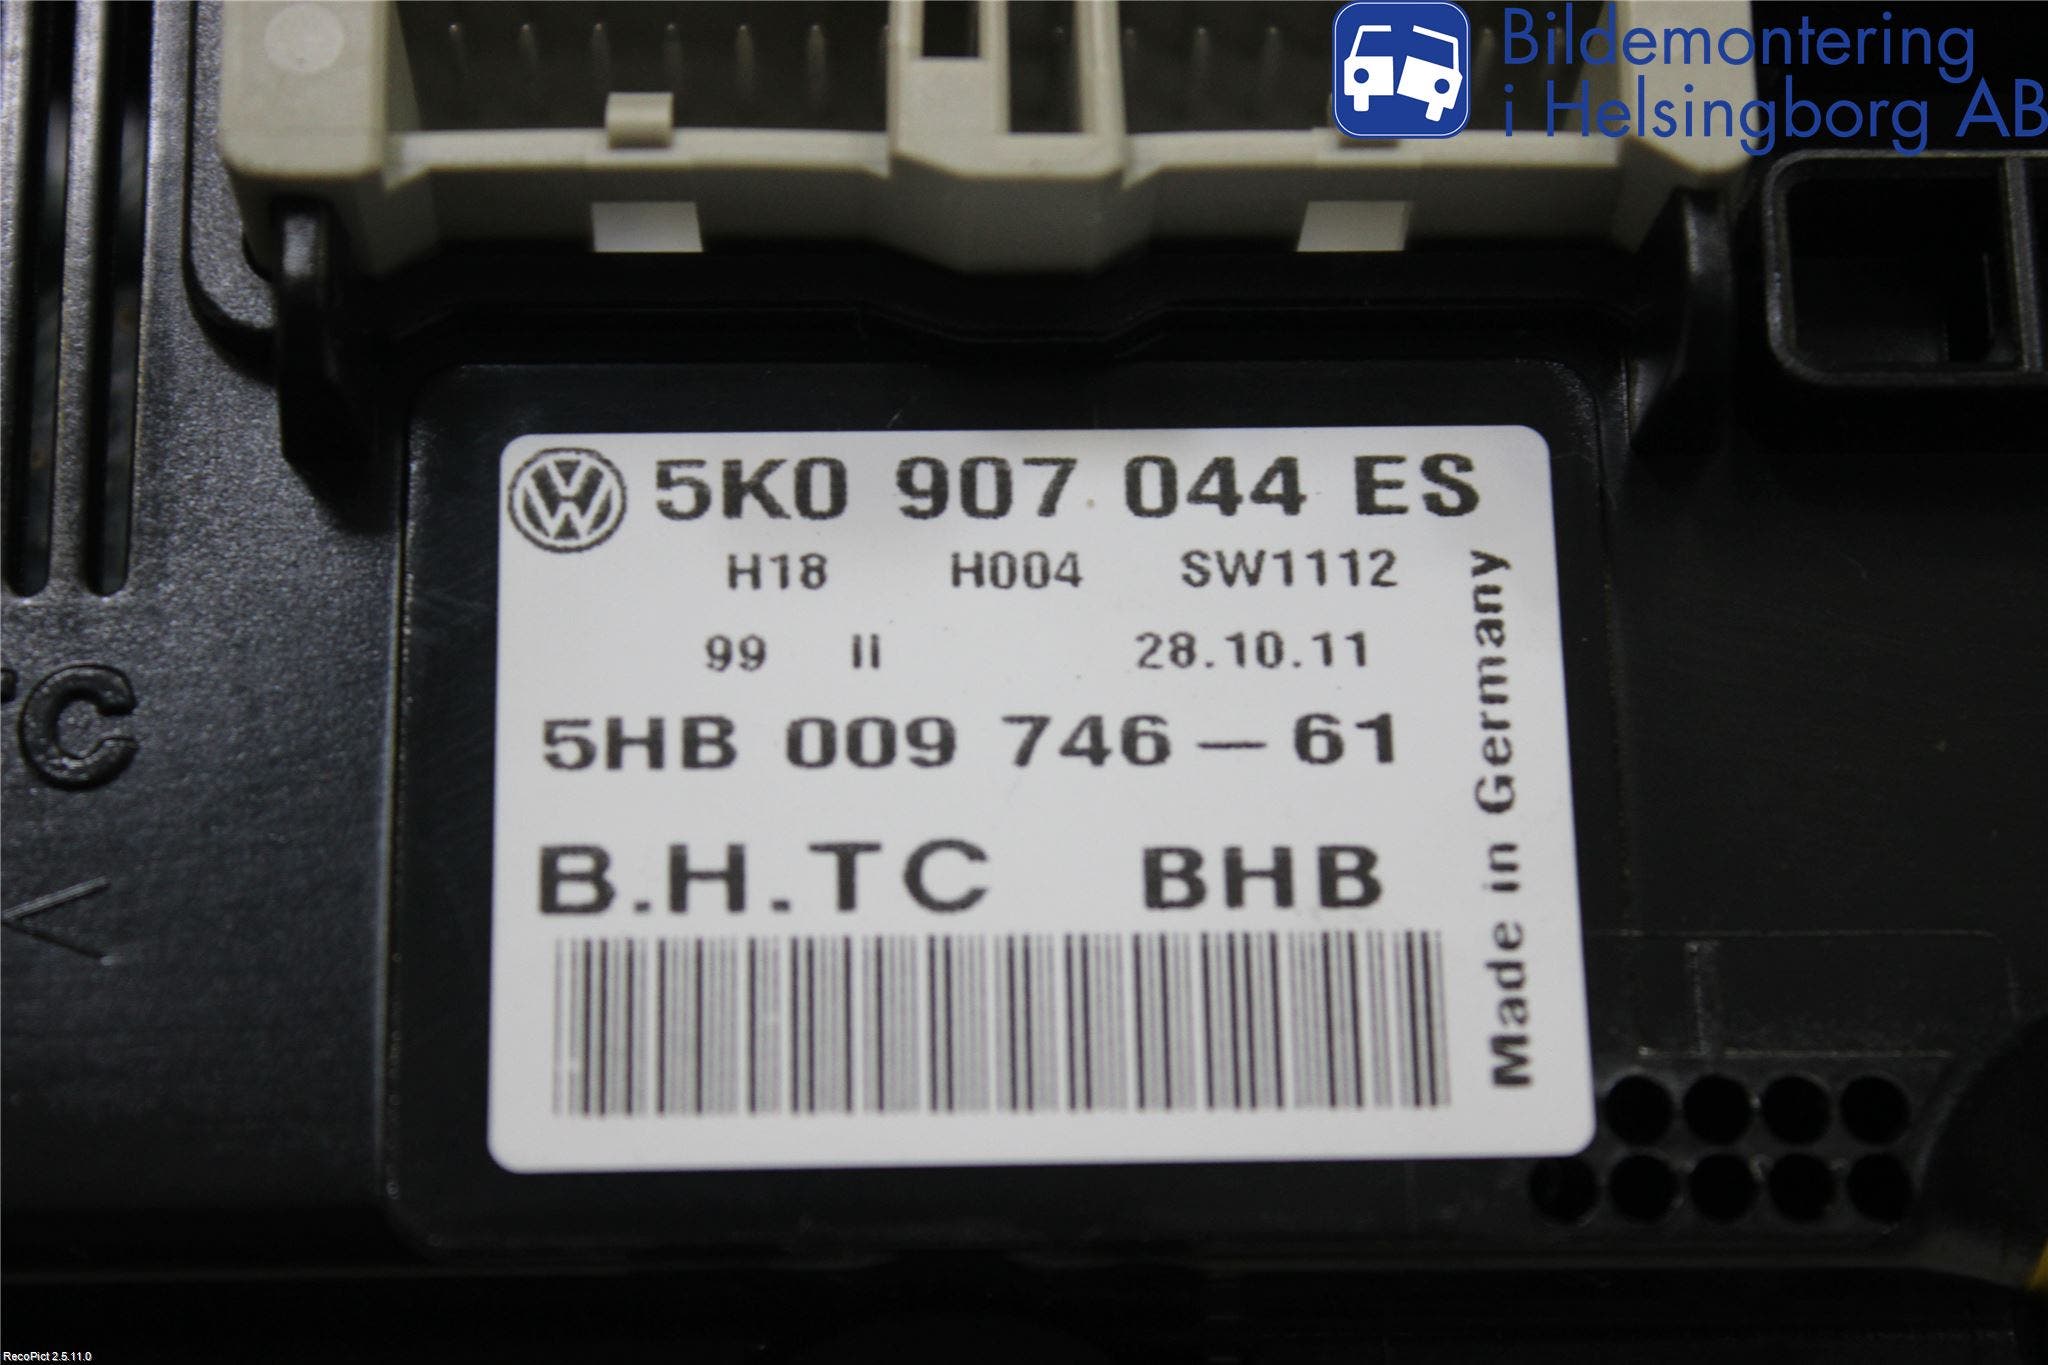 Bildemontering
i Helsingborg AB
5K0 907 044 ES
H18 H004 SW1112
99 II 28.10.11
5HB 009 746-61
B.H.TC BHB
Made in Germany
TC
<
RecoPict 2.5.11.0